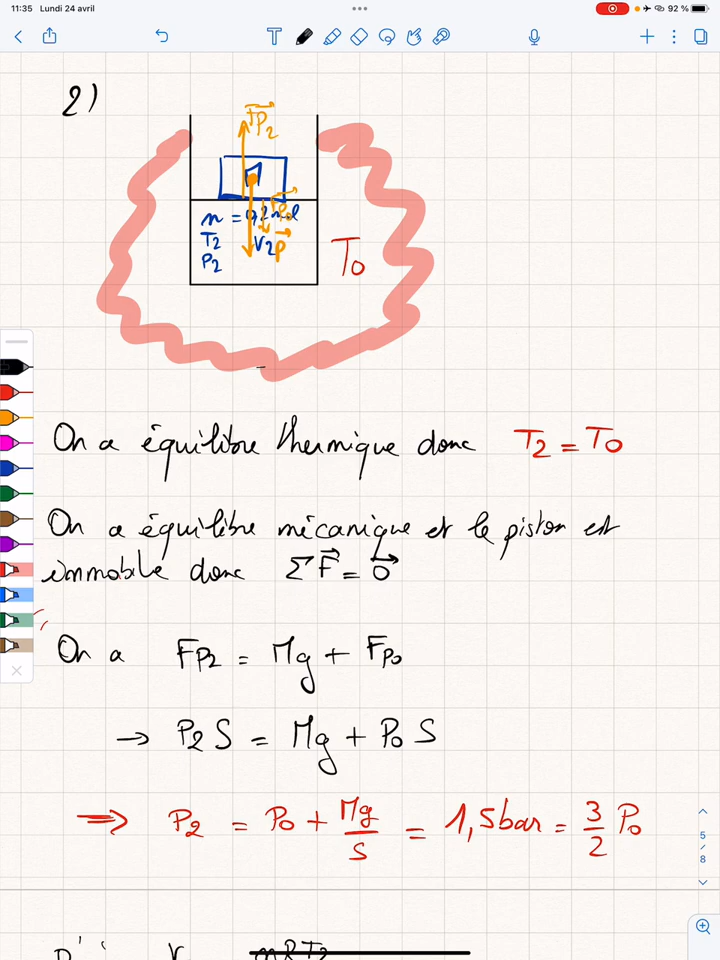 11:35 Lundi 24 avril
92 %
2)
FP2
n = 0,2 mol
T2 V2 P
P2
T0
On a équilibre thermique donc T2 = T0
On a équilibre mécanique et le piston est
immobile donc ΣF = 0
On a FP2 = Mg + FP0
→ P2 S = Mg + P0 S
⇒ P2 = P0 + Mg/S = 1,5 bar = 3/2 P0
5
/
8